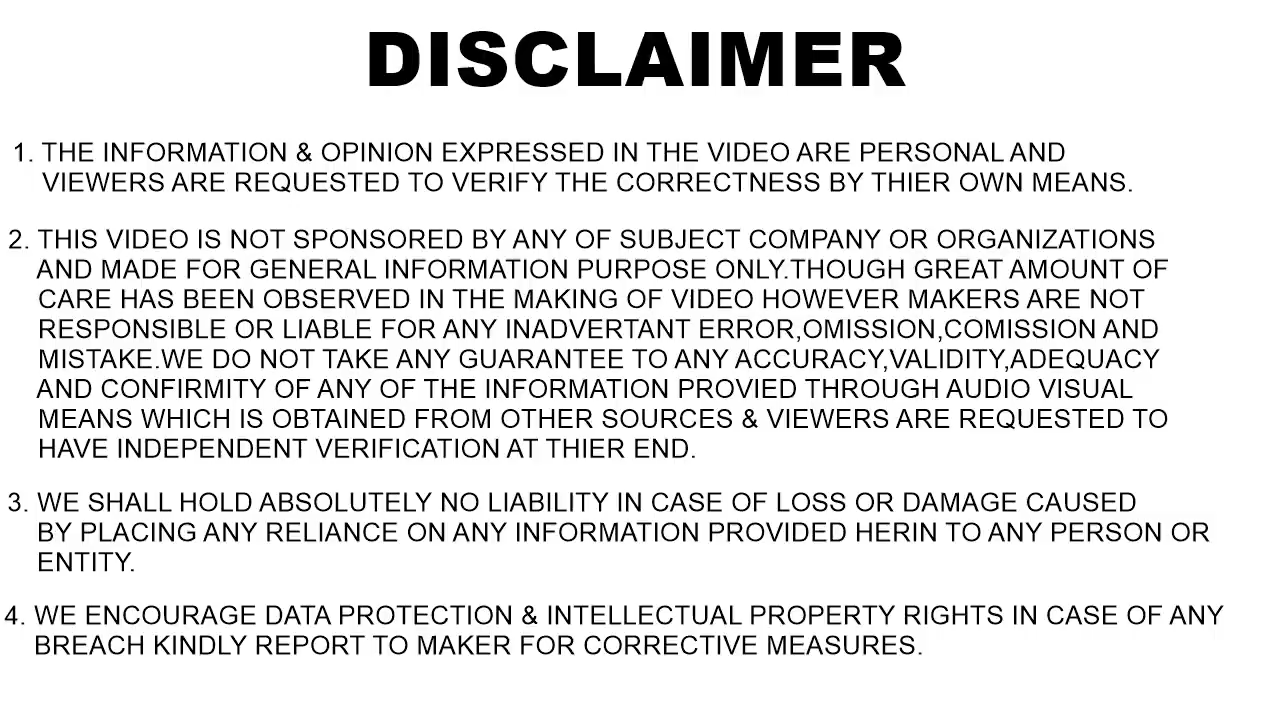 DISCLAIMER
1. THE INFORMATION & OPINION EXPRESSED IN THE VIDEO ARE PERSONAL AND
VIEWERS ARE REQUESTED TO VERIFY THE CORRECTNESS BY THIER OWN MEANS.
2. THIS VIDEO IS NOT SPONSORED BY ANY OF SUBJECT COMPANY OR ORGANIZATIONS
AND MADE FOR GENERAL INFORMATION PURPOSE ONLY.THOUGH GREAT AMOUNT OF
CARE HAS BEEN OBSERVED IN THE MAKING OF VIDEO HOWEVER MAKERS ARE NOT
RESPONSIBLE OR LIABLE FOR ANY INADVERTANT ERROR,OMISSION,COMISSION AND
MISTAKE.WE DO NOT TAKE ANY GUARANTEE TO ANY ACCURACY,VALIDITY,ADEQUACY
AND CONFIRMITY OF ANY OF THE INFORMATION PROVIED THROUGH AUDIO VISUAL
MEANS WHICH IS OBTAINED FROM OTHER SOURCES & VIEWERS ARE REQUESTED TO
HAVE INDEPENDENT VERIFICATION AT THIER END.
3. WE SHALL HOLD ABSOLUTELY NO LIABILITY IN CASE OF LOSS OR DAMAGE CAUSED
BY PLACING ANY RELIANCE ON ANY INFORMATION PROVIDED HERIN TO ANY PERSON OR
ENTITY.
4. WE ENCOURAGE DATA PROTECTION & INTELLECTUAL PROPERTY RIGHTS IN CASE OF ANY
BREACH KINDLY REPORT TO MAKER FOR CORRECTIVE MEASURES.